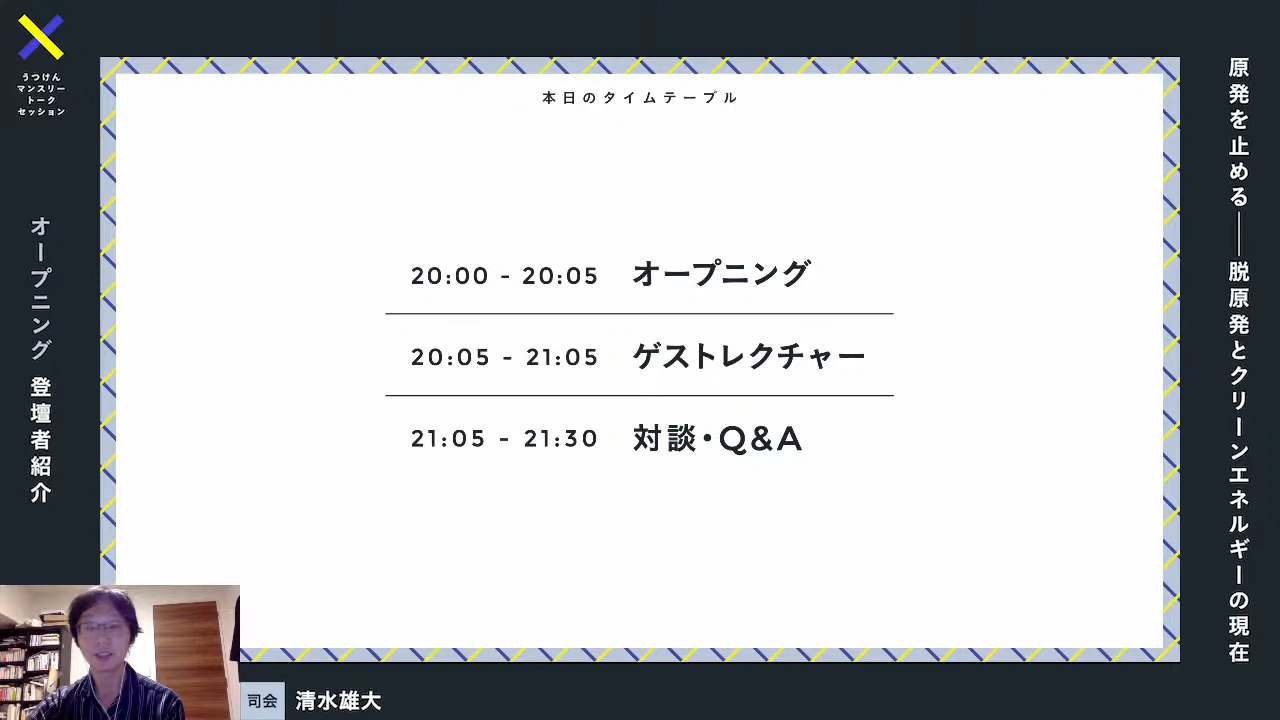 うつけん
マンスリー
トーク
セッション
オープニング 登壇者紹介
本日のタイムテーブル
20:00 - 20:05 オープニング
20:05 - 21:05 ゲストレクチャー
21:05 - 21:30 対談・Q&A
原発を止める——脱原発とクリーンエネルギーの現在
司会 清水雄大